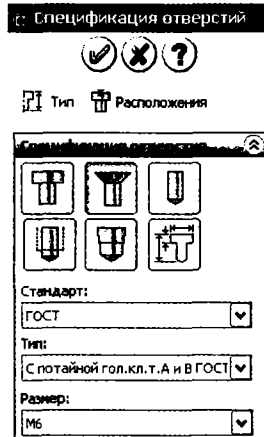 Спецификация отверстий
Тип Расположения
Спецификация отверстия
Стандарт:
ГОСТ
Тип:
С потайной гол.кл.т.А и В ГОСТ
Размер:
М6